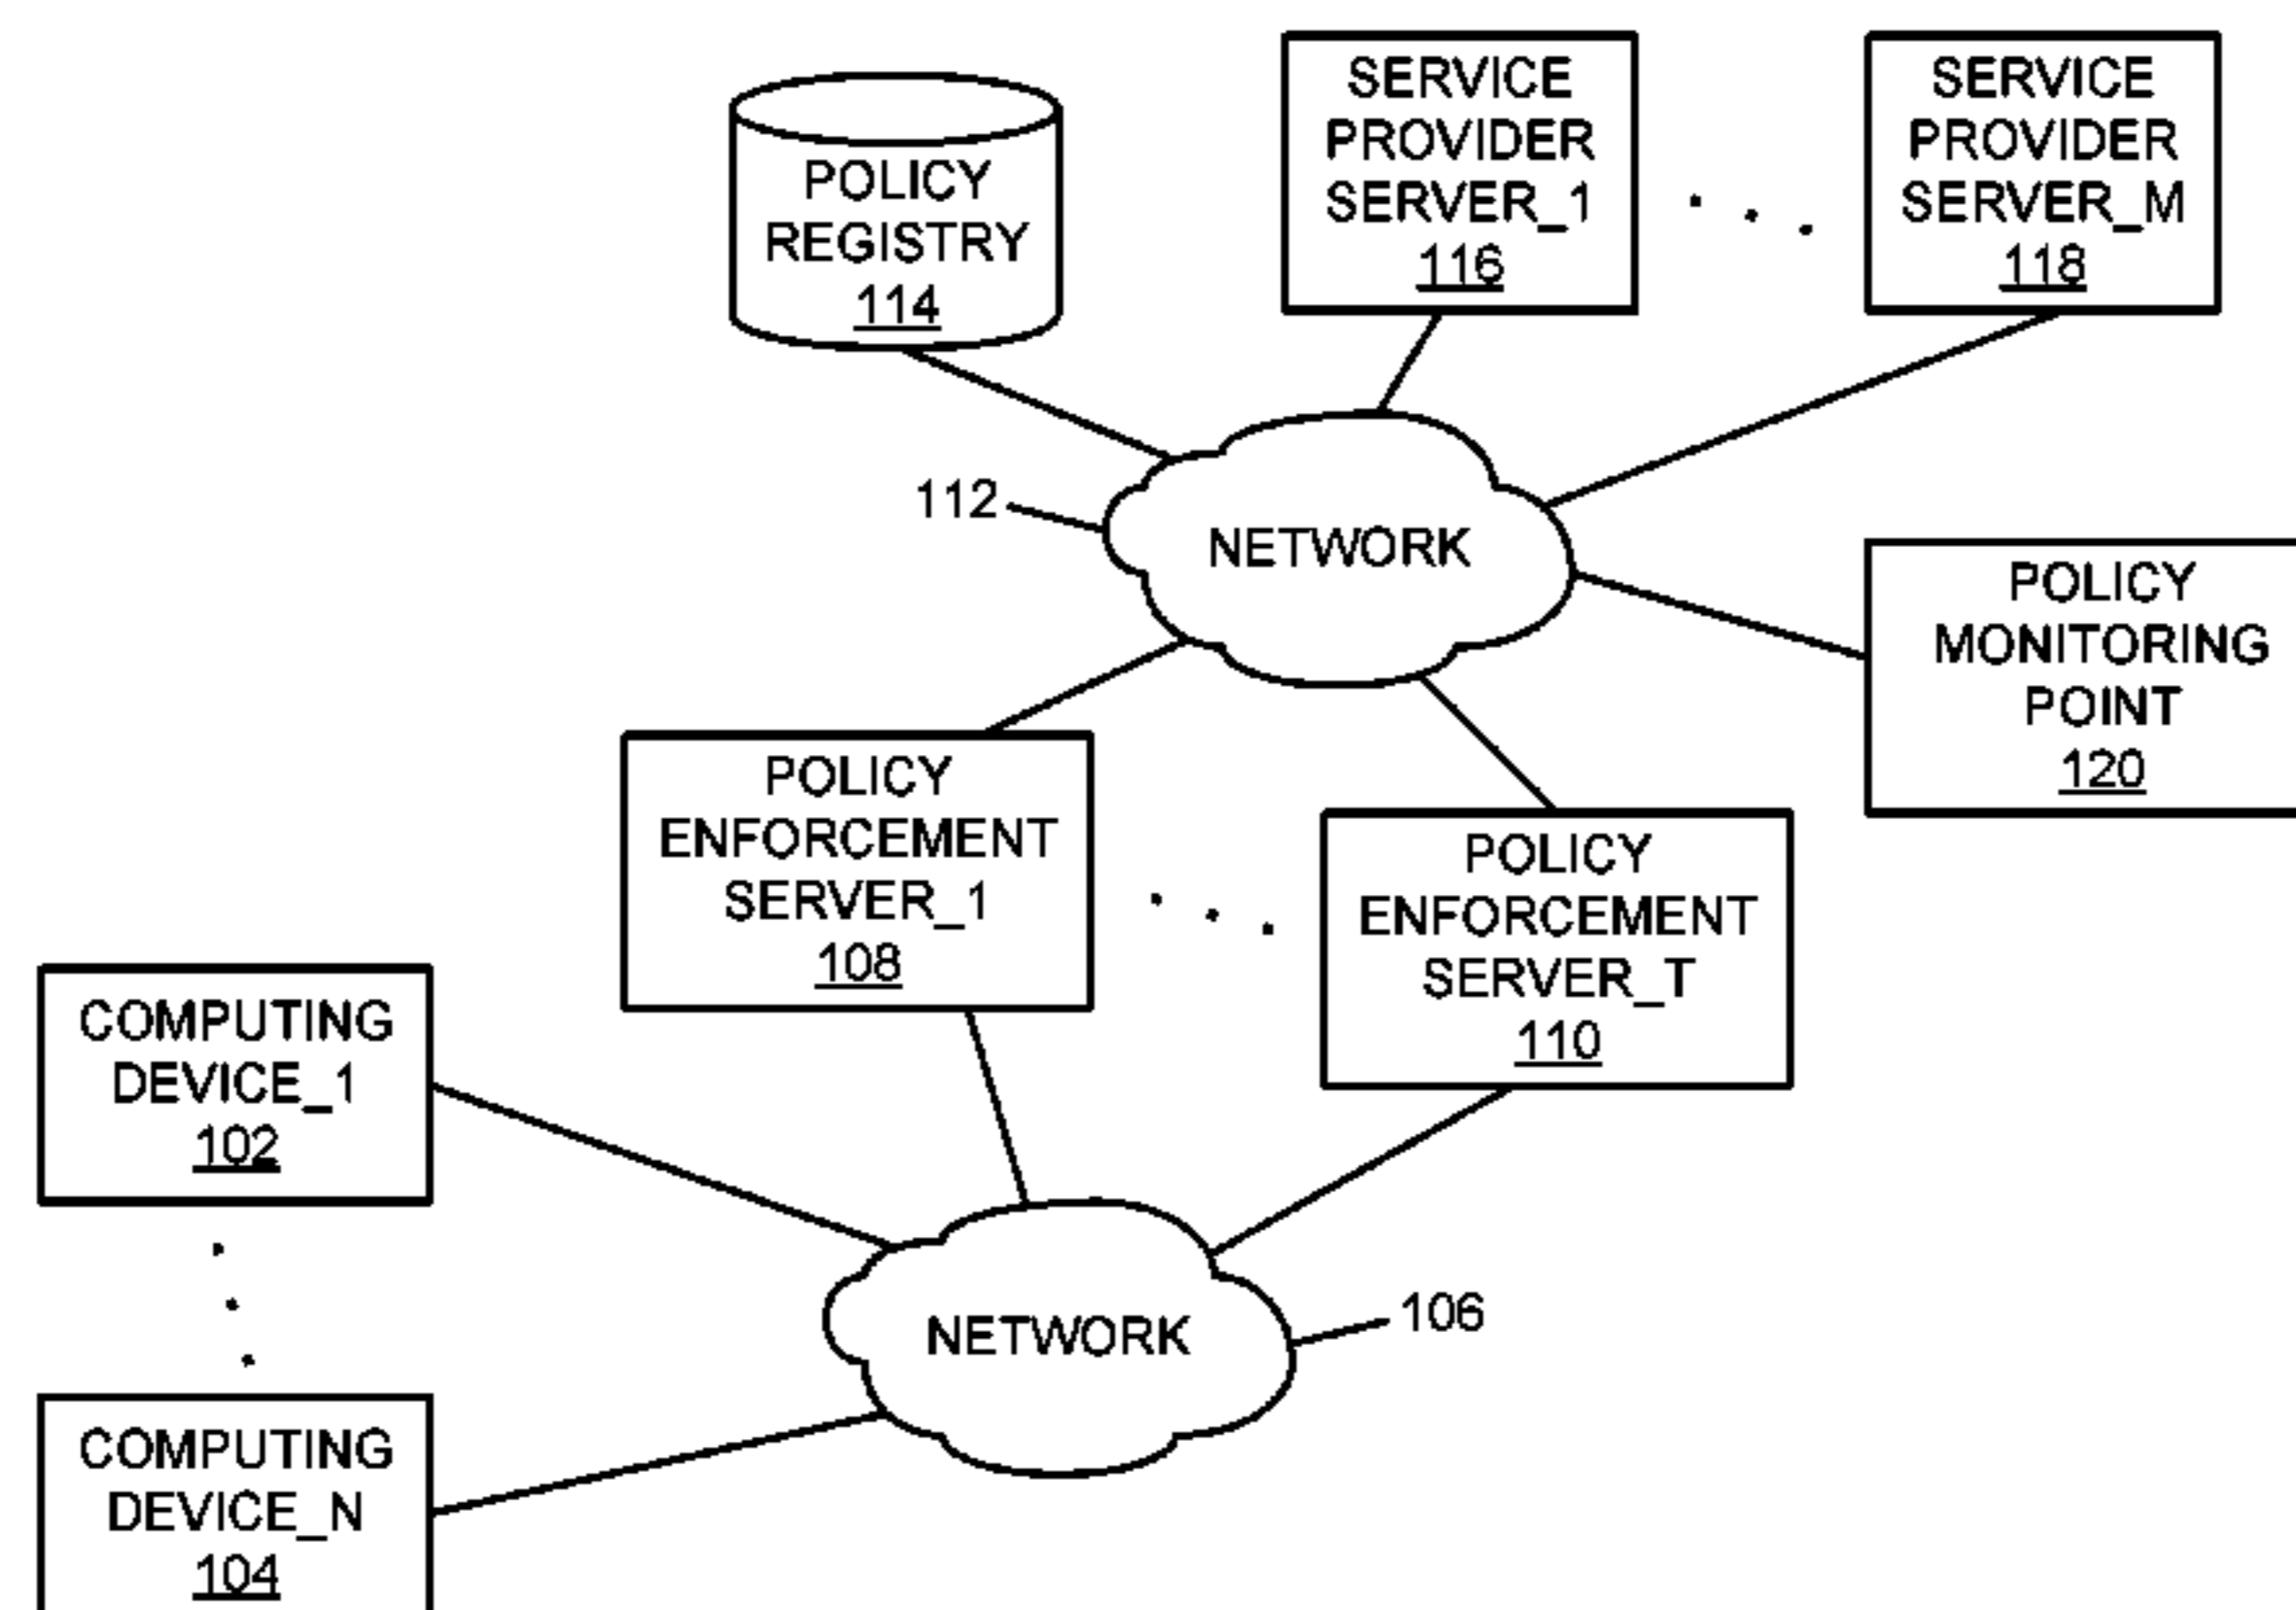 POLICY
REGISTRY
114
SERVICE
PROVIDER
SERVER_1
116
SERVICE
PROVIDER
SERVER_M
118
112
NETWORK
POLICY
MONITORING
POINT
120
POLICY
ENFORCEMENT
SERVER_1
108
POLICY
ENFORCEMENT
SERVER_T
110
COMPUTING
DEVICE_1
102
NETWORK
106
COMPUTING
DEVICE_N
104